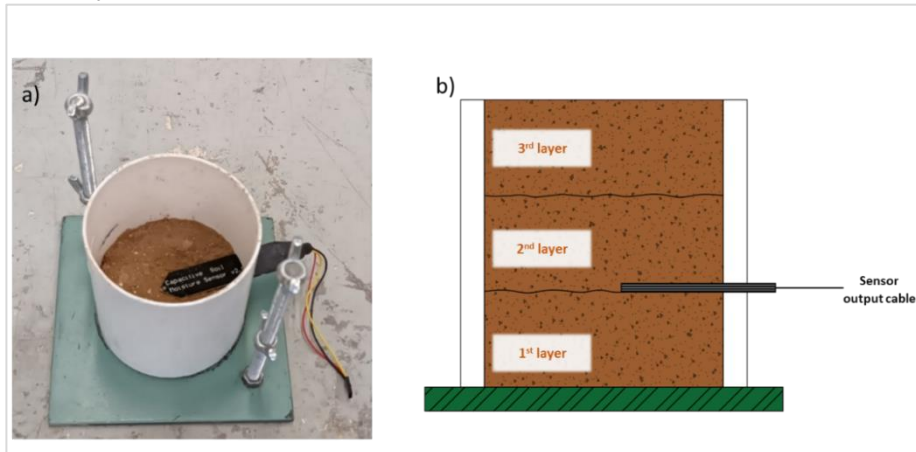 a)
Capacitive Soil
Moisture Sensor v2.
b)
3rd layer
2nd layer
1st layer
Sensor
output cable